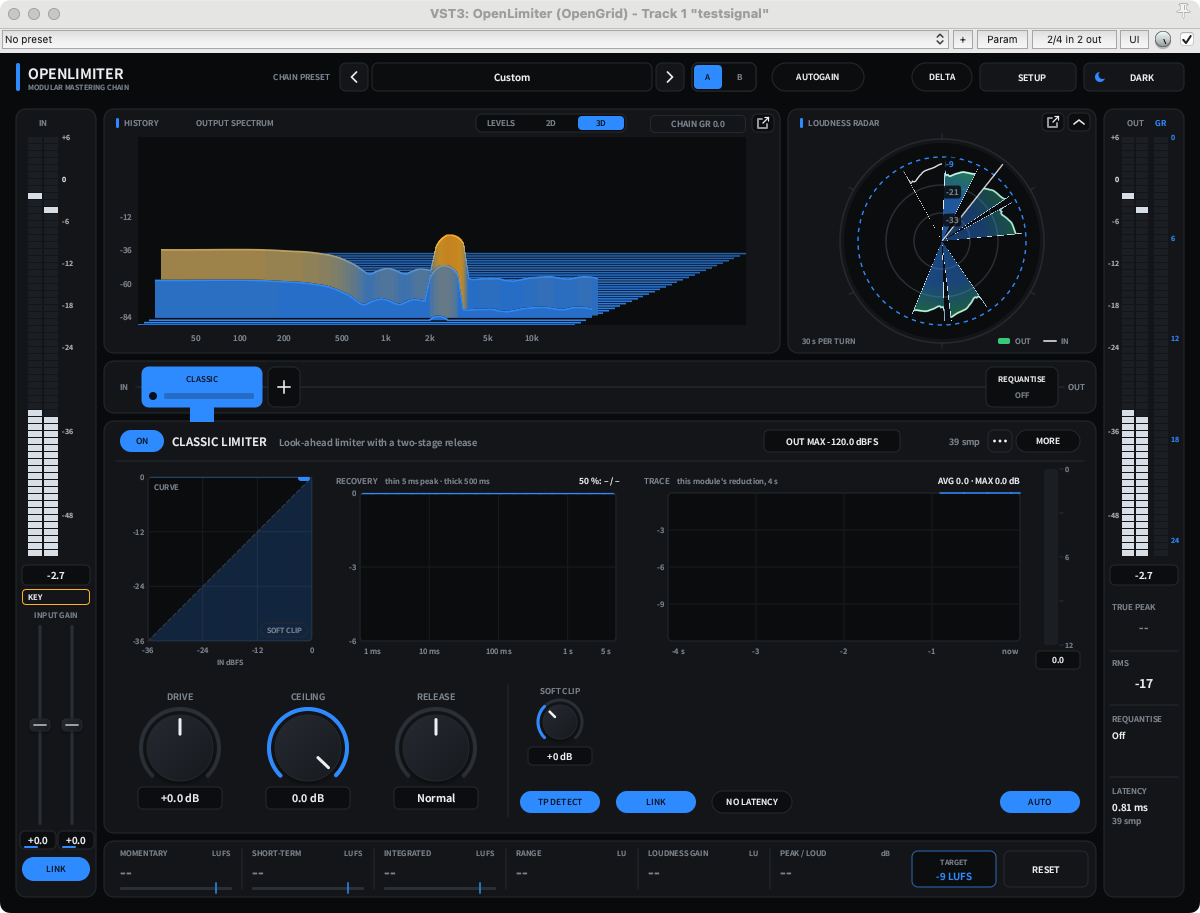 VST3: OpenLimiter (OpenGrid) - Track 1 "testsignal"
No preset
+
Param
2/4 in 2 out
UI
OPENLIMITER
MODULAR MASTERING CHAIN
CHAIN PRESET
Custom
A
B
AUTOGAIN
DELTA
SETUP
DARK
IN
+6
0
-6
-12
-18
-24
-36
-48
-2.7
KEY
INPUT GAIN
+0.0
+0.0
LINK
HISTORY
OUTPUT SPECTRUM
LEVELS
2D
3D
CHAIN GR 0.0
-12
-36
-60
-84
50
100
200
500
1k
2k
5k
10k
LOUDNESS RADAR
-9
-21
-33
30 s PER TURN
OUT
IN
IN
CLASSIC
+
REQUANTISE
OFF
OUT
ON
CLASSIC LIMITER
Look-ahead limiter with a two-stage release
OUT MAX -120.0 dBFS
39 smp
MORE
CURVE
0
-12
-24
-36
SOFT CLIP
-36
-24
-12
0
IN dBFS
RECOVERY
thin 5 ms peak · thick 500 ms
50 %: – / –
0
-3
-6
1 ms
10 ms
100 ms
1 s
5 s
TRACE
this module's reduction, 4 s
AVG 0.0 · MAX 0.0 dB
-3
-6
-9
-4 s
-3
-2
-1
now
0
6
12
0.0
DRIVE
+0.0 dB
CEILING
0.0 dB
RELEASE
Normal
SOFT CLIP
+0 dB
TP DETECT
LINK
NO LATENCY
AUTO
MOMENTARY
LUFS
--
SHORT-TERM
LUFS
--
INTEGRATED
LUFS
--
RANGE
LU
--
LOUDNESS GAIN
LU
--
PEAK / LOUD
dB
--
TARGET
-9 LUFS
RESET
OUT
GR
+6
0
-6
-12
-18
-24
-36
-48
0
6
12
18
24
-2.7
TRUE PEAK
--
RMS
-17
REQUANTISE
Off
LATENCY
0.81 ms
39 smp